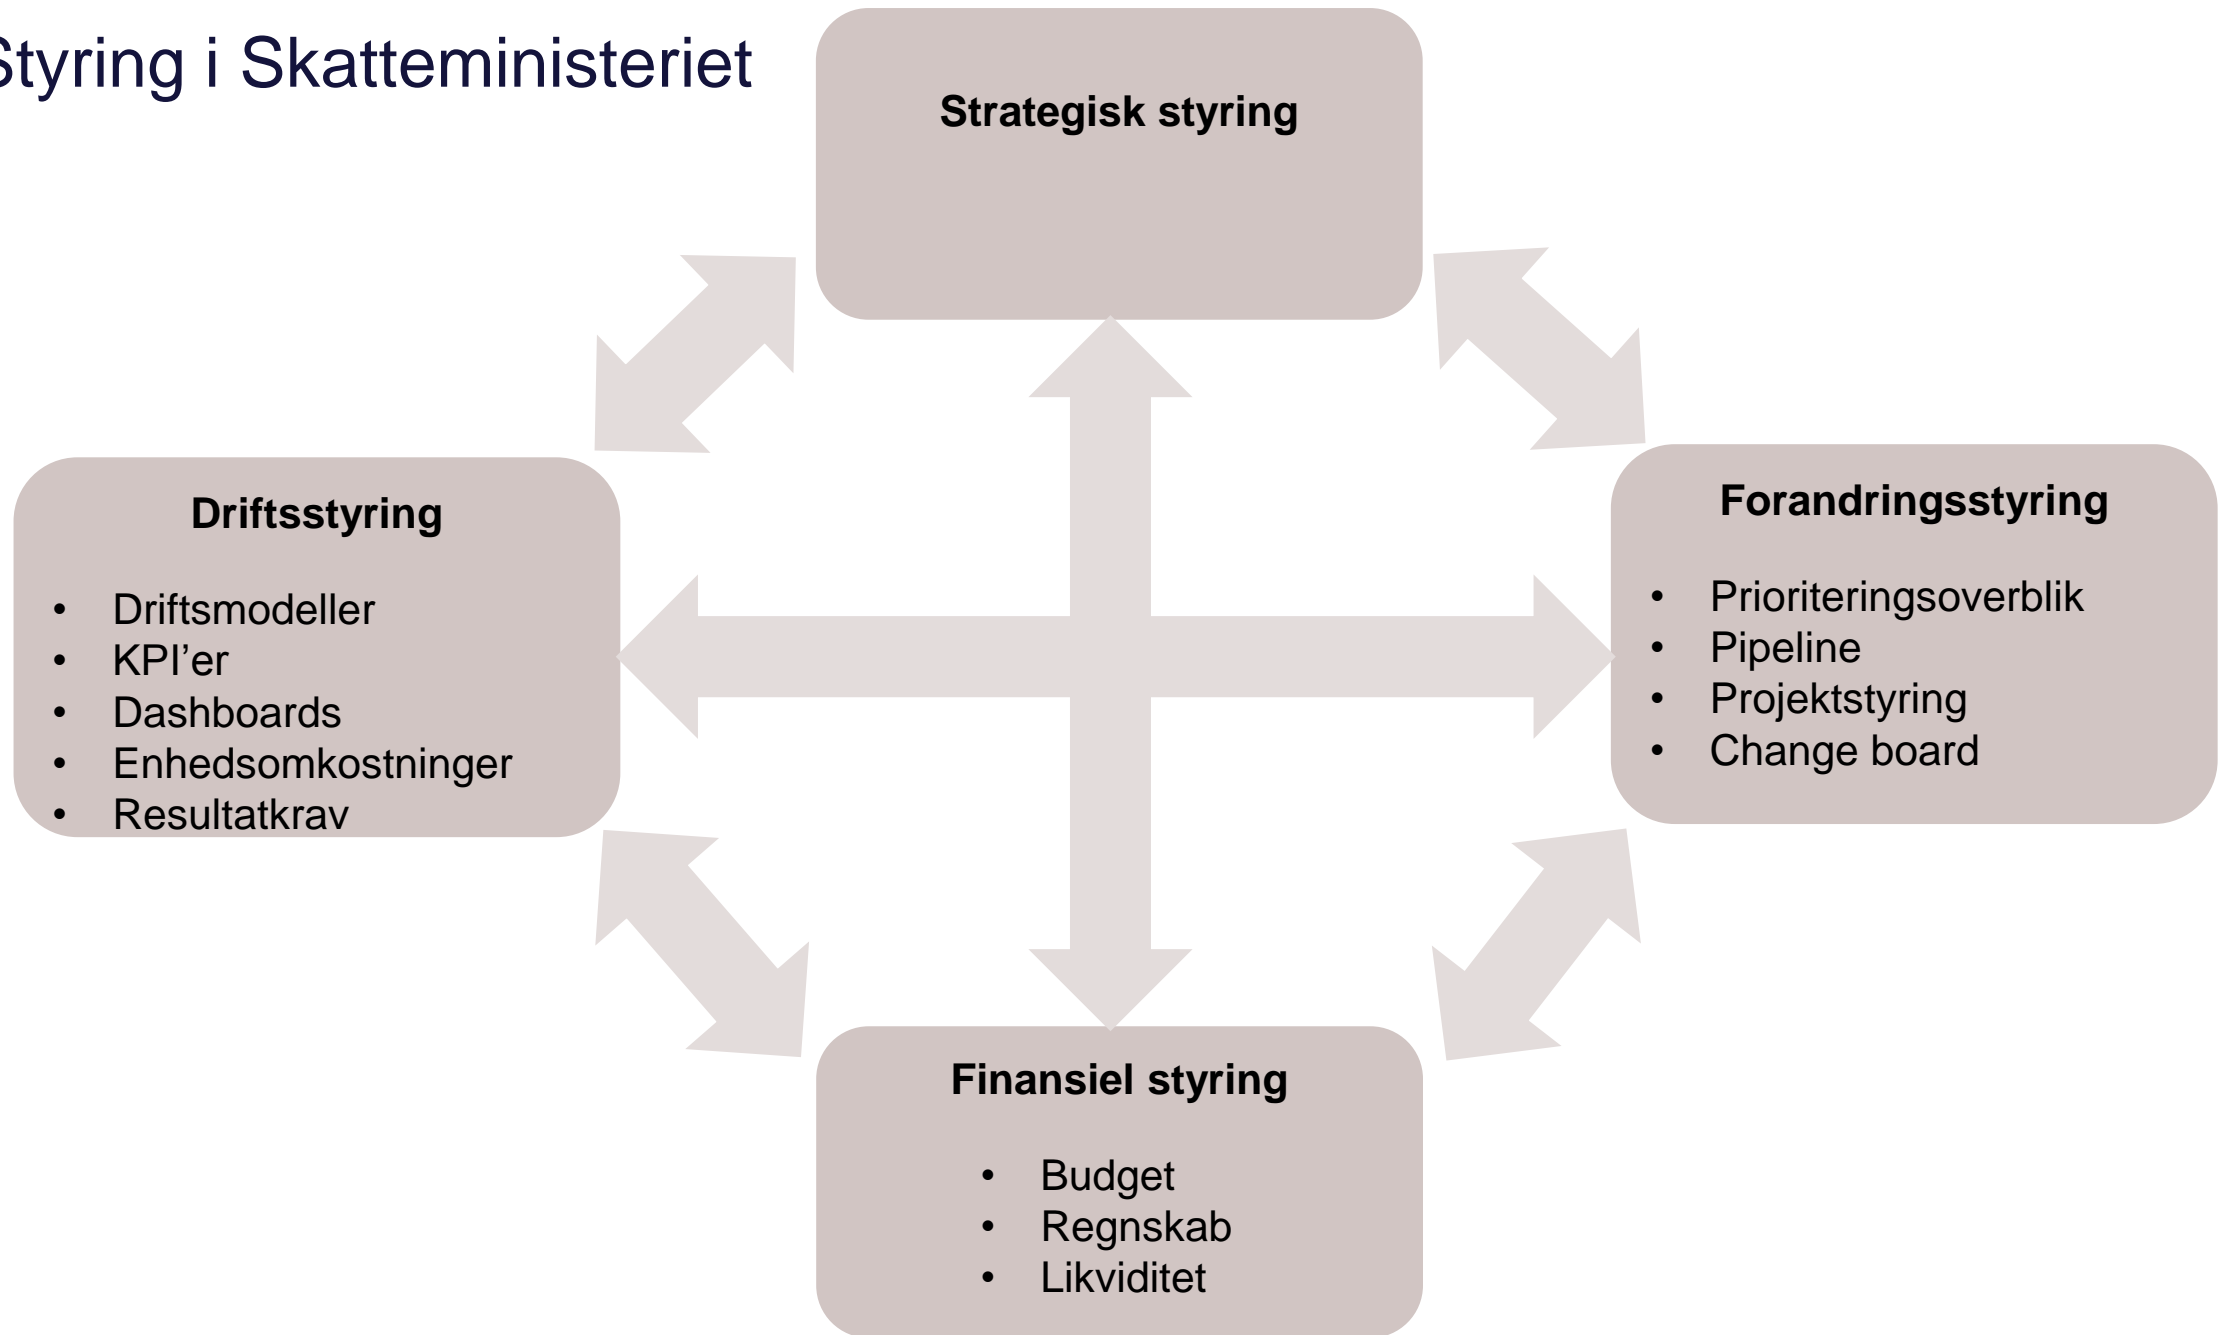 Styring i Skatteministeriet
Strategisk styring
Driftsstyring
• Driftsmodeller
• KPI’er
• Dashboards
• Enhedsomkostninger
• Resultatkrav
Forandringsstyring
• Prioriteringsoverblik
• Pipeline
• Projektstyring
• Change board
Finansiel styring
• Budget
• Regnskab
• Likviditet